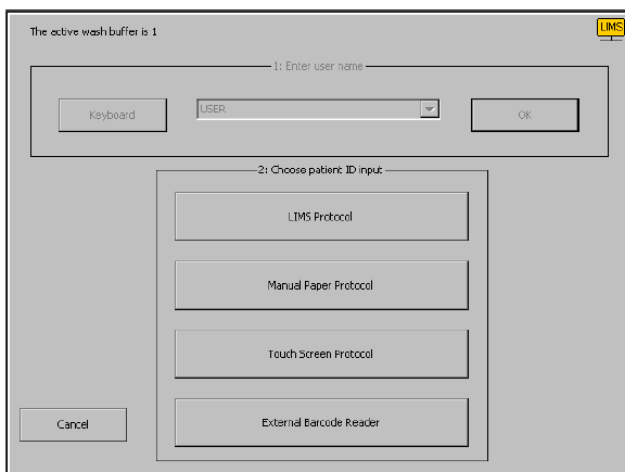 The active wash buffer is 1
LIMS
1: Enter user name
Keyboard
USER
OK
2: Choose patient ID input
LIMS Protocol
Manual Paper Protocol
Touch Screen Protocol
External Barcode Reader
Cancel